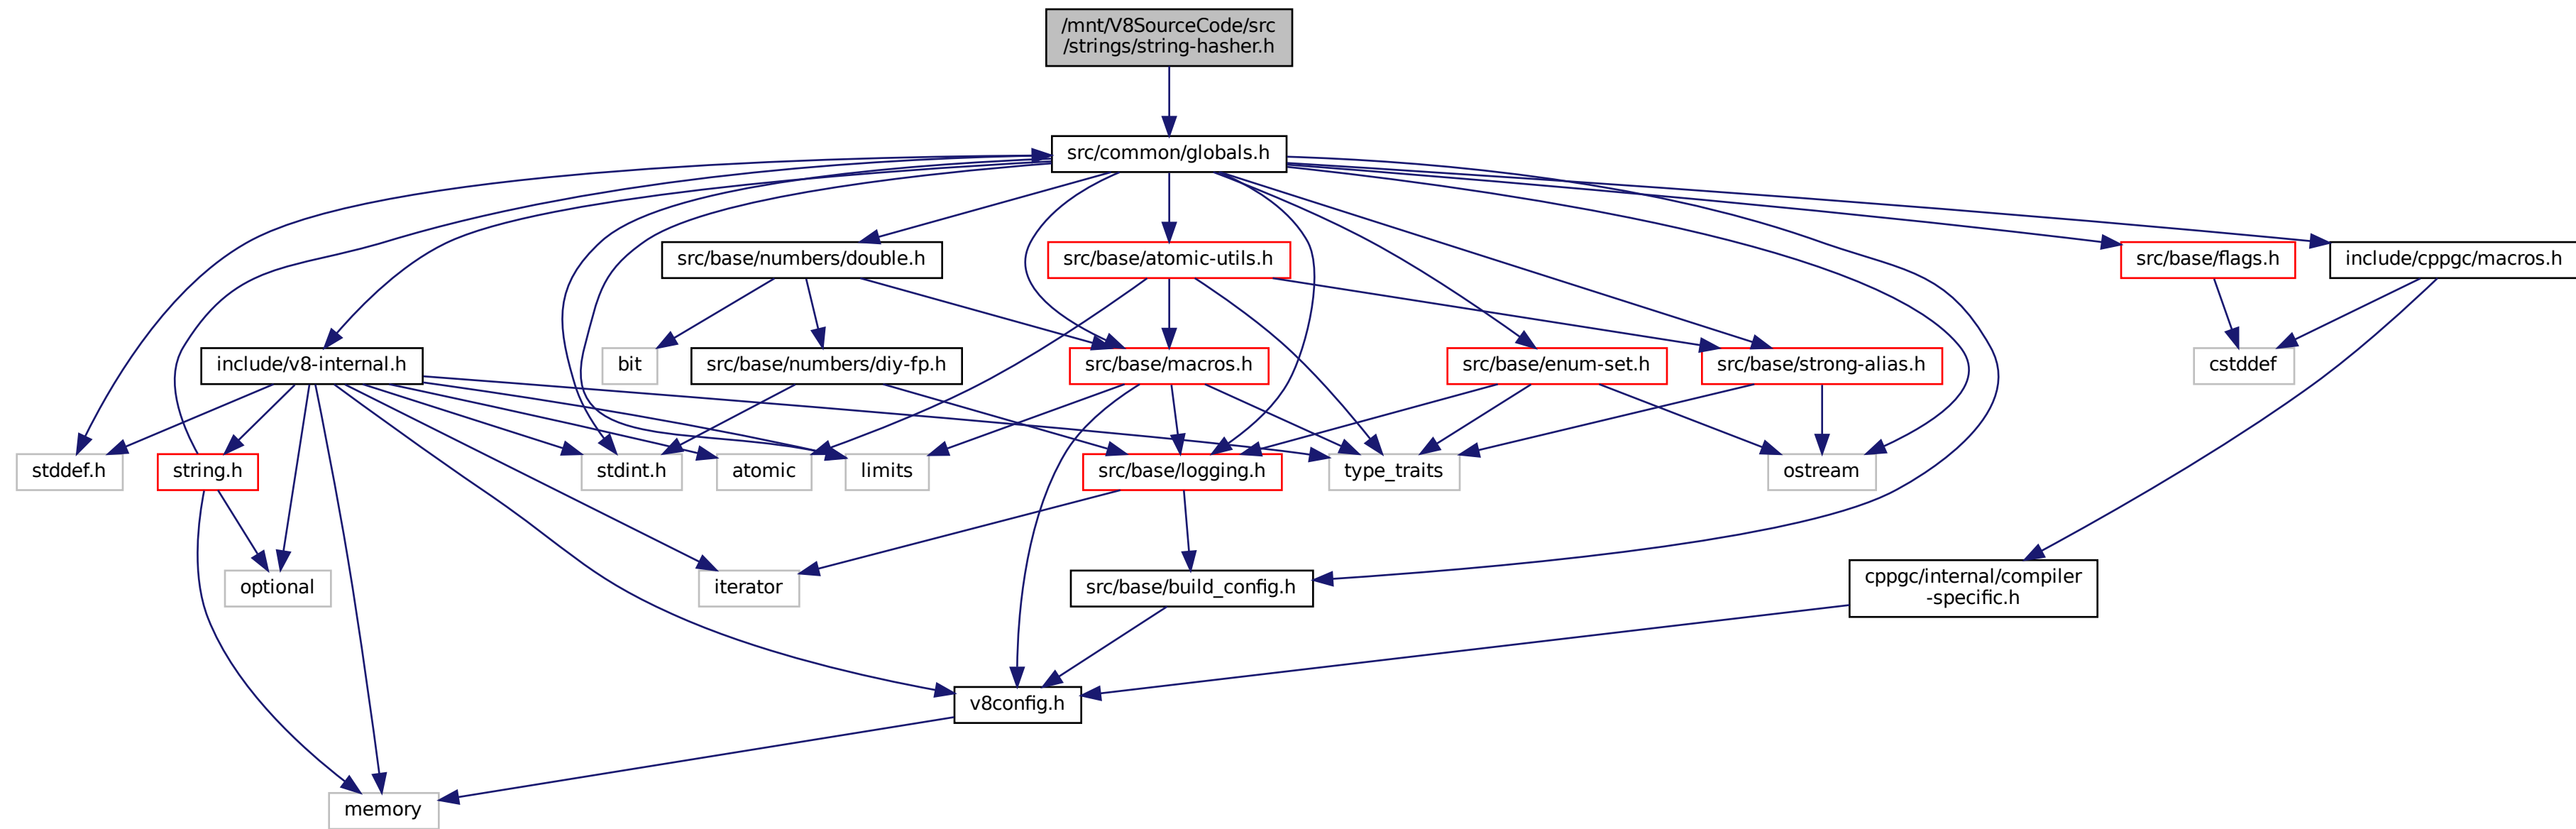 /mnt/V8SourceCode/src
/strings/string-hasher.h
src/common/globals.h
src/base/numbers/double.h
src/base/atomic-utils.h
src/base/flags.h
include/cppgc/macros.h
include/v8-internal.h
bit
src/base/numbers/diy-fp.h
src/base/macros.h
src/base/enum-set.h
src/base/strong-alias.h
cstddef
stddef.h
string.h
stdint.h
atomic
limits
src/base/logging.h
type_traits
ostream
optional
iterator
src/base/build_config.h
cppgc/internal/compiler
-specific.h
v8config.h
memory